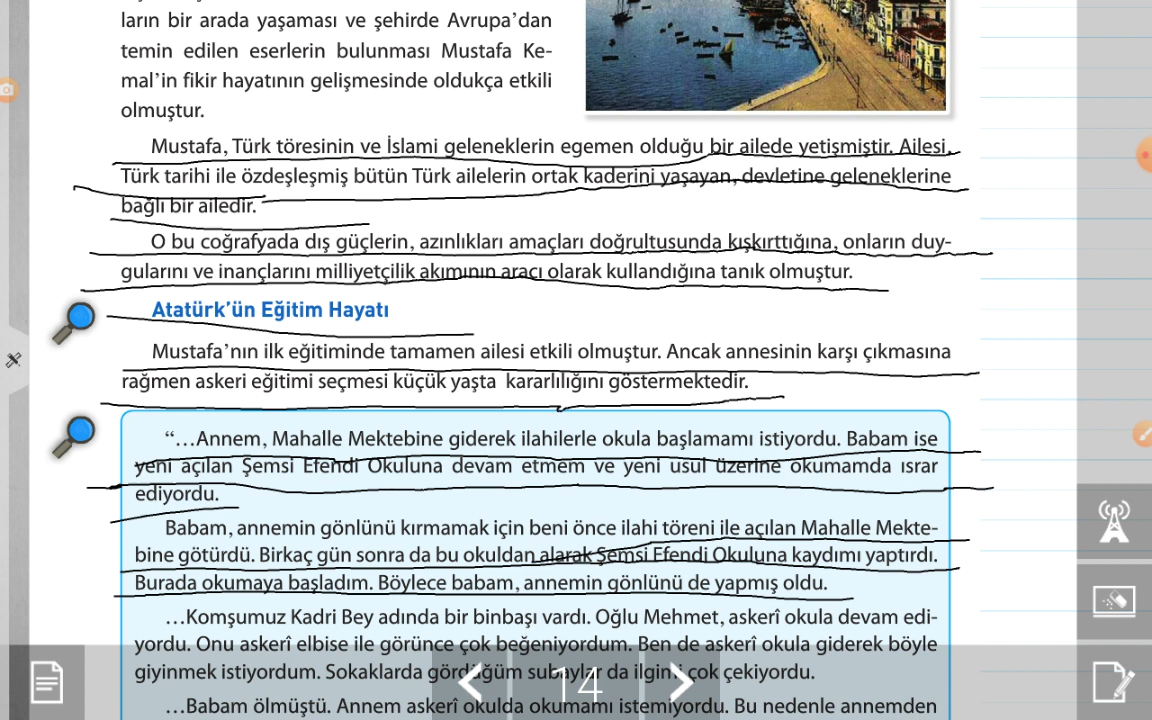 ların bir arada yaşaması ve şehirde Avrupa'dan
temin edilen eserlerin bulunması Mustafa Ke-
mal'in fikir hayatının gelişmesinde oldukça etkili
olmuştur.
Mustafa, Türk töresinin ve İslami geleneklerin egemen olduğu bir ailede yetişmiştir. Ailesi,
Türk tarihi ile özdeşleşmiş bütün Türk ailelerin ortak kaderini yaşayan, devletine geleneklerine
bağlı bir ailedir.
O bu coğrafyada dış güçlerin, azınlıkları amaçları doğrultusunda kışkırttığına, onların duy-
gularını ve inançlarını milliyetçilik akımının aracı olarak kullandığına tanık olmuştur.
Atatürk'ün Eğitim Hayatı
Mustafa'nın ilk eğitiminde tamamen ailesi etkili olmuştur. Ancak annesinin karşı çıkmasına
rağmen askeri eğitimi seçmesi küçük yaşta kararlılığını göstermektedir.
"...Annem, Mahalle Mektebine giderek ilahilerle okula başlamamı istiyordu. Babam ise
yeni açılan Şemsi Efendi Okuluna devam etmem ve yeni usul üzerine okumamda ısrar
ediyordu.
Babam, annemin gönlünü kırmamak için beni önce ilahi töreni ile açılan Mahalle Mekte-
bine götürdü. Birkaç gün sonra da bu okuldan alarak Şemsi Efendi Okuluna kaydımı yaptırdı.
Burada okumaya başladım. Böylece babam, annemin gönlünü de yapmış oldu.
...Komşumuz Kadri Bey adında bir binbaşı vardı. Oğlu Mehmet, askerî okula devam edi-
yordu. Onu askerî elbise ile görünce çok beğeniyordum. Ben de askerî okula giderek böyle
giyinmek istiyordum. Sokaklarda gördüğüm subaylar da ilgimi çok çekiyordu.
14
...Babam ölmüştü. Annem askerî okulda okumamı istemiyordu. Bu nedenle annemden